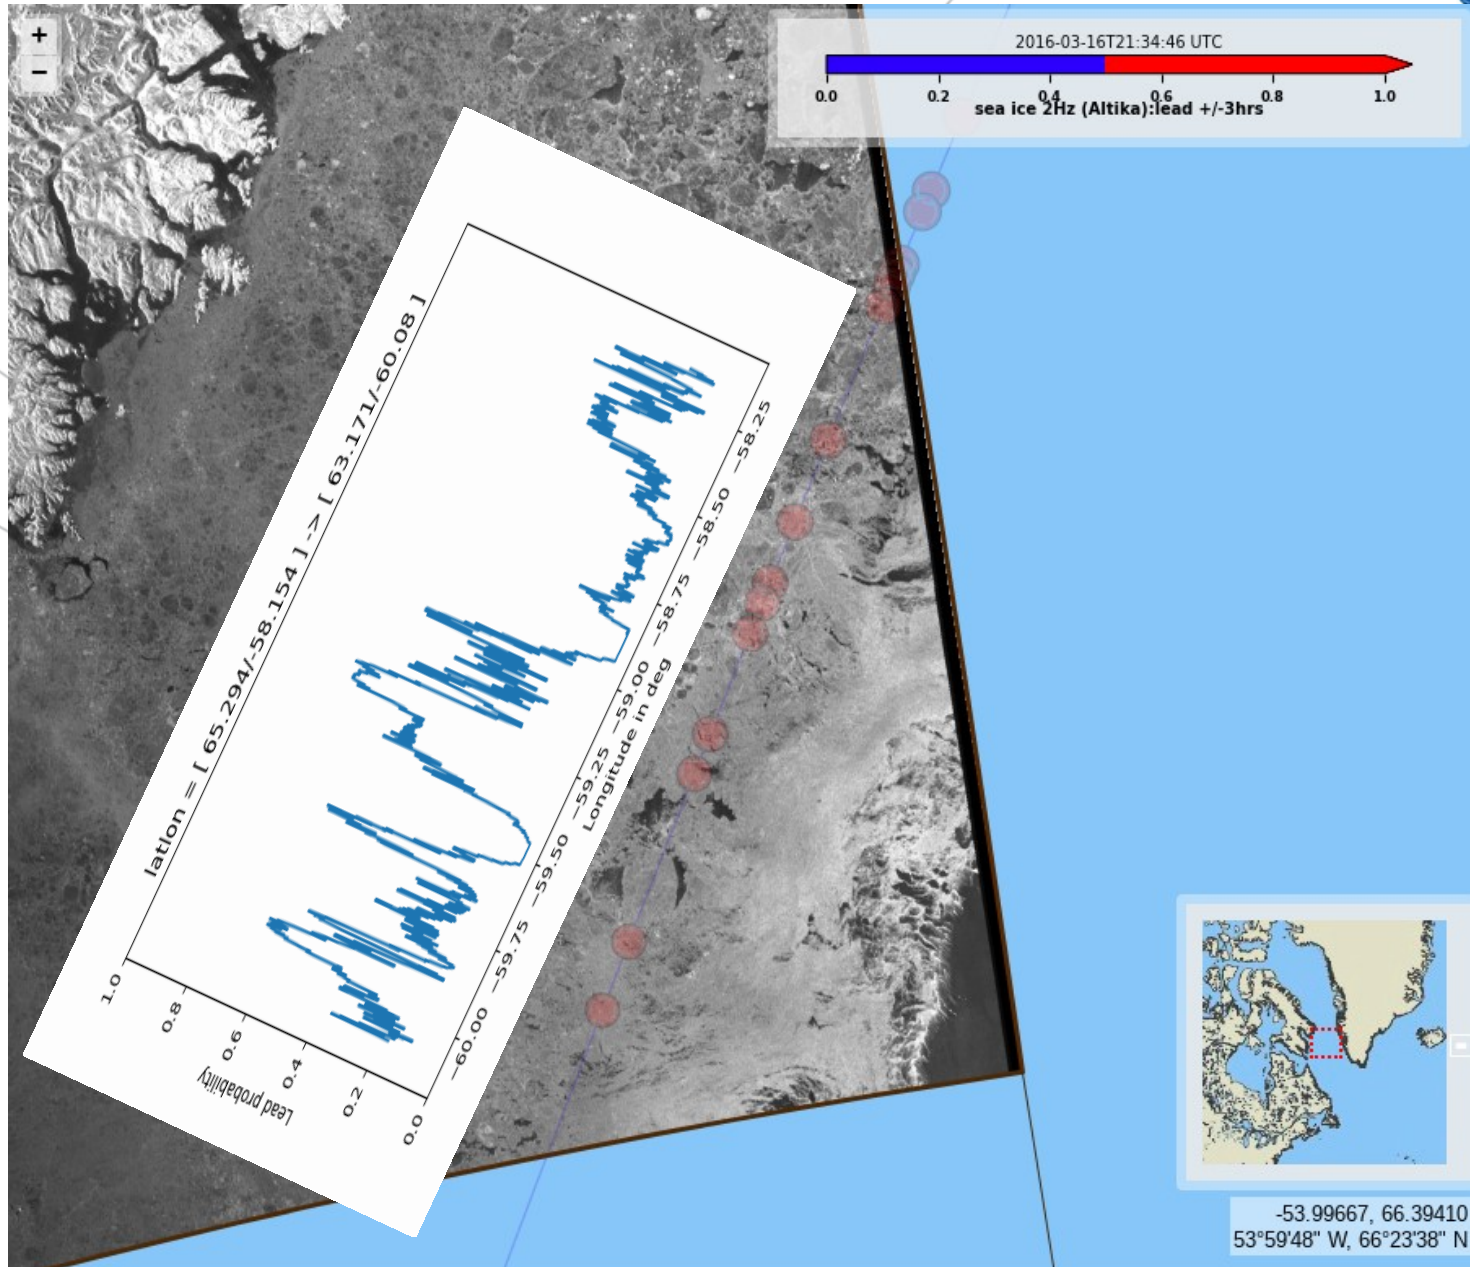 +
−
2016-03-16T21:34:46 UTC
0.0 0.2 0.4 0.6 0.8 1.0
sea ice 2Hz (Altika):lead +/-3hrs
latlon = [ 65.294/-58.154 ] -> [ 63.171/-60.08 ]
1.0 0.8 0.6 0.4 0.2 0.0
Lead probability
−60.00 −59.75 −59.50 −59.25 −59.00 −58.75 −58.50 −58.25
Longitude in deg
-53.99667, 66.39410
53°59'48" W, 66°23'38" N